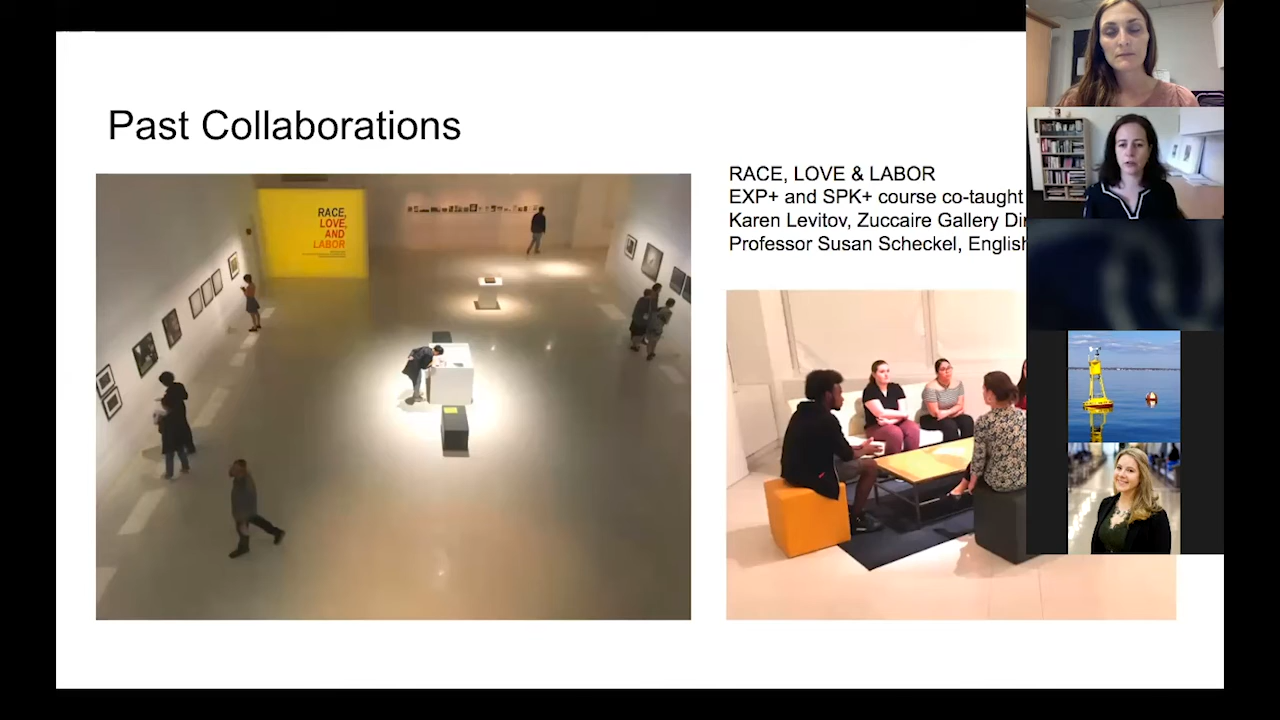 Past Collaborations
RACE,
LOVE,
AND
LABOR
RACE, LOVE & LABOR
EXP+ and SPK+ course co-taught
Karen Levitov, Zuccaire Gallery
Professor Susan Scheckel,